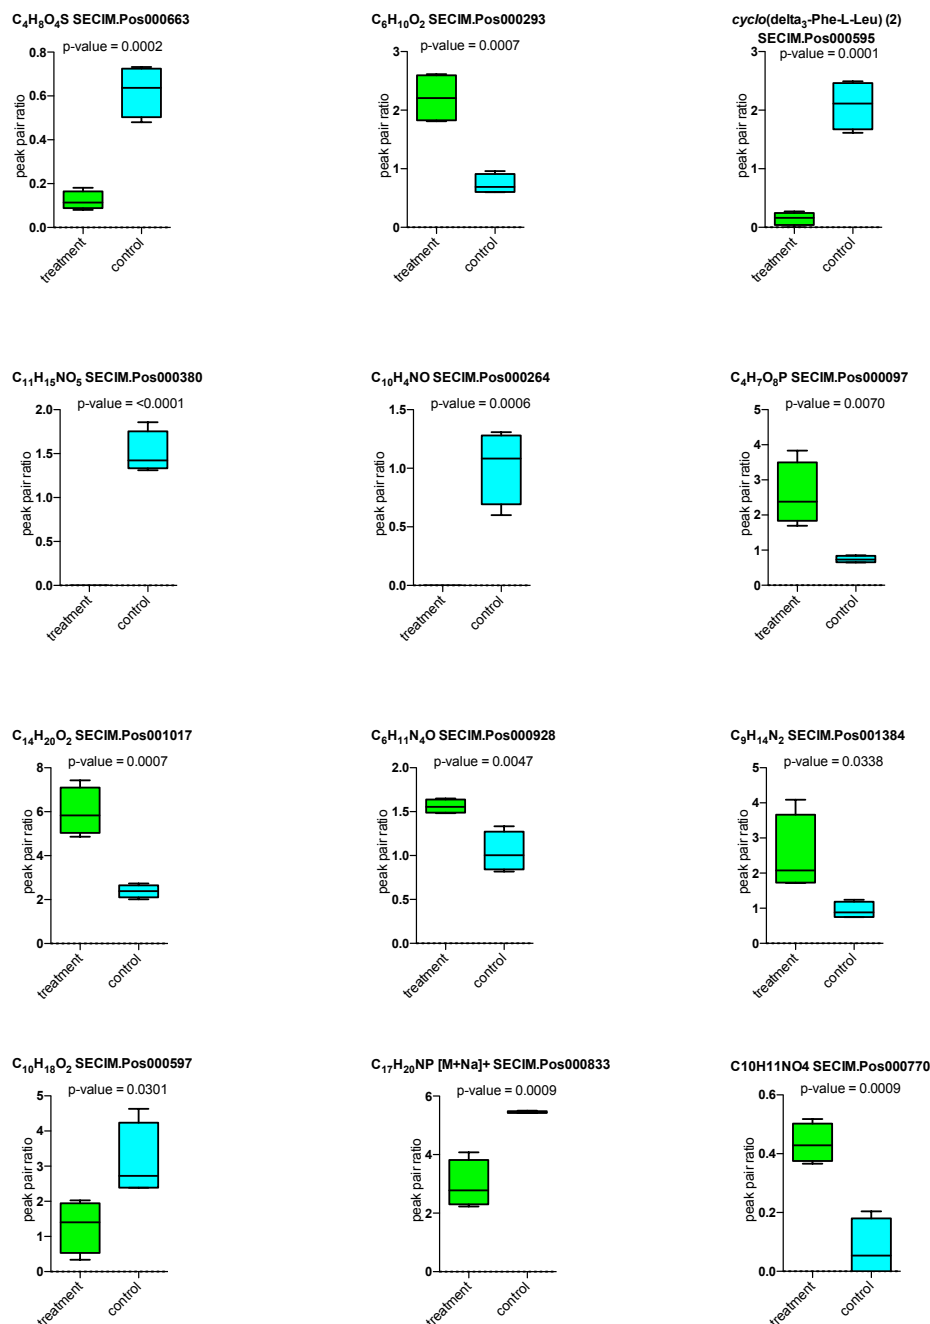 C₄H₈O₄S SECIM.Pos000663
p-value = 0.0002
peak pair ratio
0.8
0.6
0.4
0.2
0.0
treatment
control
C₆H₁₀O₂ SECIM.Pos000293
p-value = 0.0007
peak pair ratio
3
2
1
0
treatment
control
cyclo(delta₃-Phe-L-Leu) (2)
SECIM.Pos000595
p-value = 0.0001
peak pair ratio
3
2
1
0
treatment
control
C₁₁H₁₅NO₅ SECIM.Pos000380
p-value = <0.0001
peak pair ratio
2.0
1.5
1.0
0.5
0.0
treatment
control
C₁₀H₄NO SECIM.Pos000264
p-value = 0.0006
peak pair ratio
1.5
1.0
0.5
0.0
treatment
control
C₄H₇O₈P SECIM.Pos000097
p-value = 0.0070
peak pair ratio
5
4
3
2
1
0
treatment
control
C₁₄H₂₀O₂ SECIM.Pos001017
p-value = 0.0007
peak pair ratio
8
6
4
2
0
treatment
control
C₆H₁₁N₄O SECIM.Pos000928
p-value = 0.0047
peak pair ratio
2.0
1.5
1.0
0.5
0.0
treatment
control
C₉H₁₄N₂ SECIM.Pos001384
p-value = 0.0338
peak pair ratio
5
4
3
2
1
0
treatment
control
C₁₀H₁₈O₂ SECIM.Pos000597
p-value = 0.0301
peak pair ratio
5
4
3
2
1
0
treatment
control
C₁₇H₂₀NP [M+Na]+ SECIM.Pos000833
p-value = 0.0009
peak pair ratio
6
4
2
0
treatment
control
C10H11NO4 SECIM.Pos000770
p-value = 0.0009
peak pair ratio
0.6
0.4
0.2
0.0
treatment
control